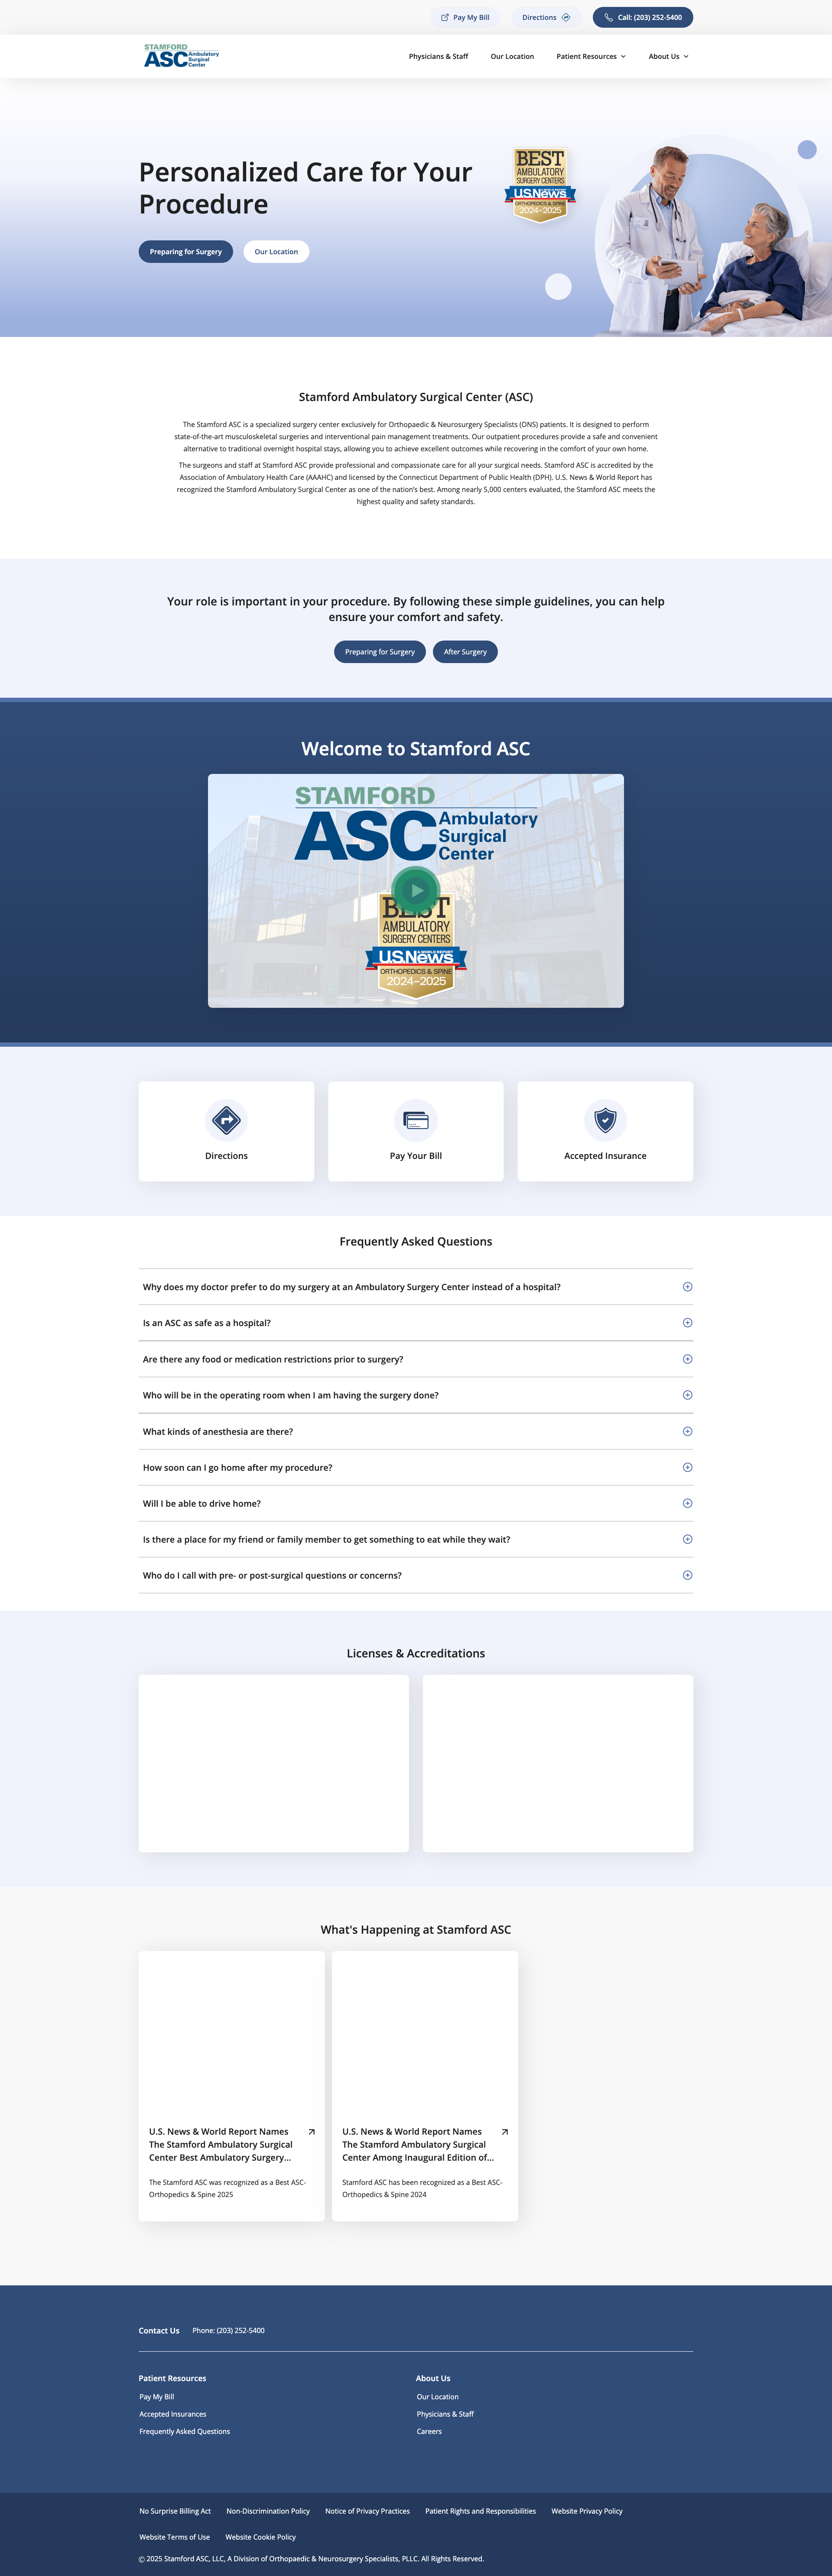 Pay My Bill
Directions
Call: (203) 252-5400
STAMFORD
ASC Ambulatory
Surgical
Center
Physicians & Staff
Our Location
Patient Resources
About Us
Personalized Care for Your
Procedure
Preparing for Surgery
Our Location
BEST
AMBULATORY
SURGERY CENTERS
U.S. News
ORTHOPEDICS & SPINE
2024-2025
Stamford Ambulatory Surgical Center (ASC)
The Stamford ASC is a specialized surgery center exclusively for Orthopaedic & Neurosurgery Specialists (ONS) patients. It is designed to perform
state-of-the-art musculoskeletal surgeries and interventional pain management treatments. Our outpatient procedures provide a safe and convenient
alternative to traditional overnight hospital stays, allowing you to achieve excellent outcomes while recovering in the comfort of your own home.
The surgeons and staff at Stamford ASC provide professional and compassionate care for all your surgical needs. Stamford ASC is accredited by the
Association of Ambulatory Health Care (AAAHC) and licensed by the Connecticut Department of Public Health (DPH). U.S. News & World Report has
recognized the Stamford Ambulatory Surgical Center as one of the nation's best. Among nearly 5,000 centers evaluated, the Stamford ASC meets the
highest quality and safety standards.
Your role is important in your procedure. By following these simple guidelines, you can help
ensure your comfort and safety.
Preparing for Surgery
After Surgery
Welcome to Stamford ASC
STAMFORD
ASC Ambulatory
Surgical
Center
BEST
AMBULATORY
SURGERY CENTERS
U.S. News
ORTHOPEDICS & SPINE
2024-2025
Directions
Pay Your Bill
Accepted Insurance
Frequently Asked Questions
Why does my doctor prefer to do my surgery at an Ambulatory Surgery Center instead of a hospital?
Is an ASC as safe as a hospital?
Are there any food or medication restrictions prior to surgery?
Who will be in the operating room when I am having the surgery done?
What kinds of anesthesia are there?
How soon can I go home after my procedure?
Will I be able to drive home?
Is there a place for my friend or family member to get something to eat while they wait?
Who do I call with pre- or post-surgical questions or concerns?
Licenses & Accreditations
What's Happening at Stamford ASC
U.S. News & World Report Names
The Stamford Ambulatory Surgical
Center Best Ambulatory Surgery...
The Stamford ASC was recognized as a Best ASC-
Orthopedics & Spine 2025
U.S. News & World Report Names
The Stamford Ambulatory Surgical
Center Among Inaugural Edition of...
Stamford ASC has been recognized as a Best ASC-
Orthopedics & Spine 2024
Contact Us
Phone: (203) 252-5400
Patient Resources
Pay My Bill
Accepted Insurances
Frequently Asked Questions
About Us
Our Location
Physicians & Staff
Careers
No Surprise Billing Act
Non-Discrimination Policy
Notice of Privacy Practices
Patient Rights and Responsibilities
Website Privacy Policy
Website Terms of Use
Website Cookie Policy
© 2025 Stamford ASC, LLC, A Division of Orthopaedic & Neurosurgery Specialists, PLLC. All Rights Reserved.